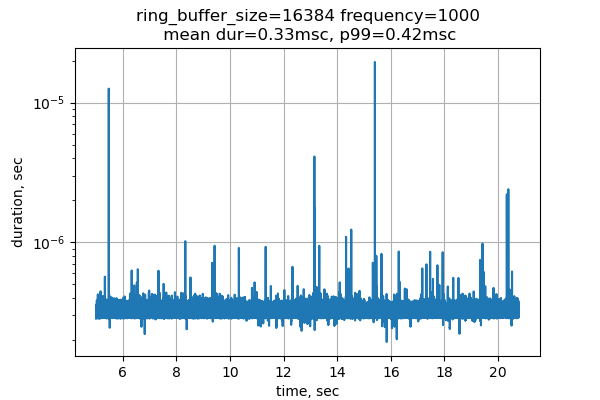 ring_buffer_size=16384 frequency=1000
mean dur=0.33msc, p99=0.42msc
duration, sec
10⁻⁵
10⁻⁶
6 8 10 12 14 16 18 20
time, sec